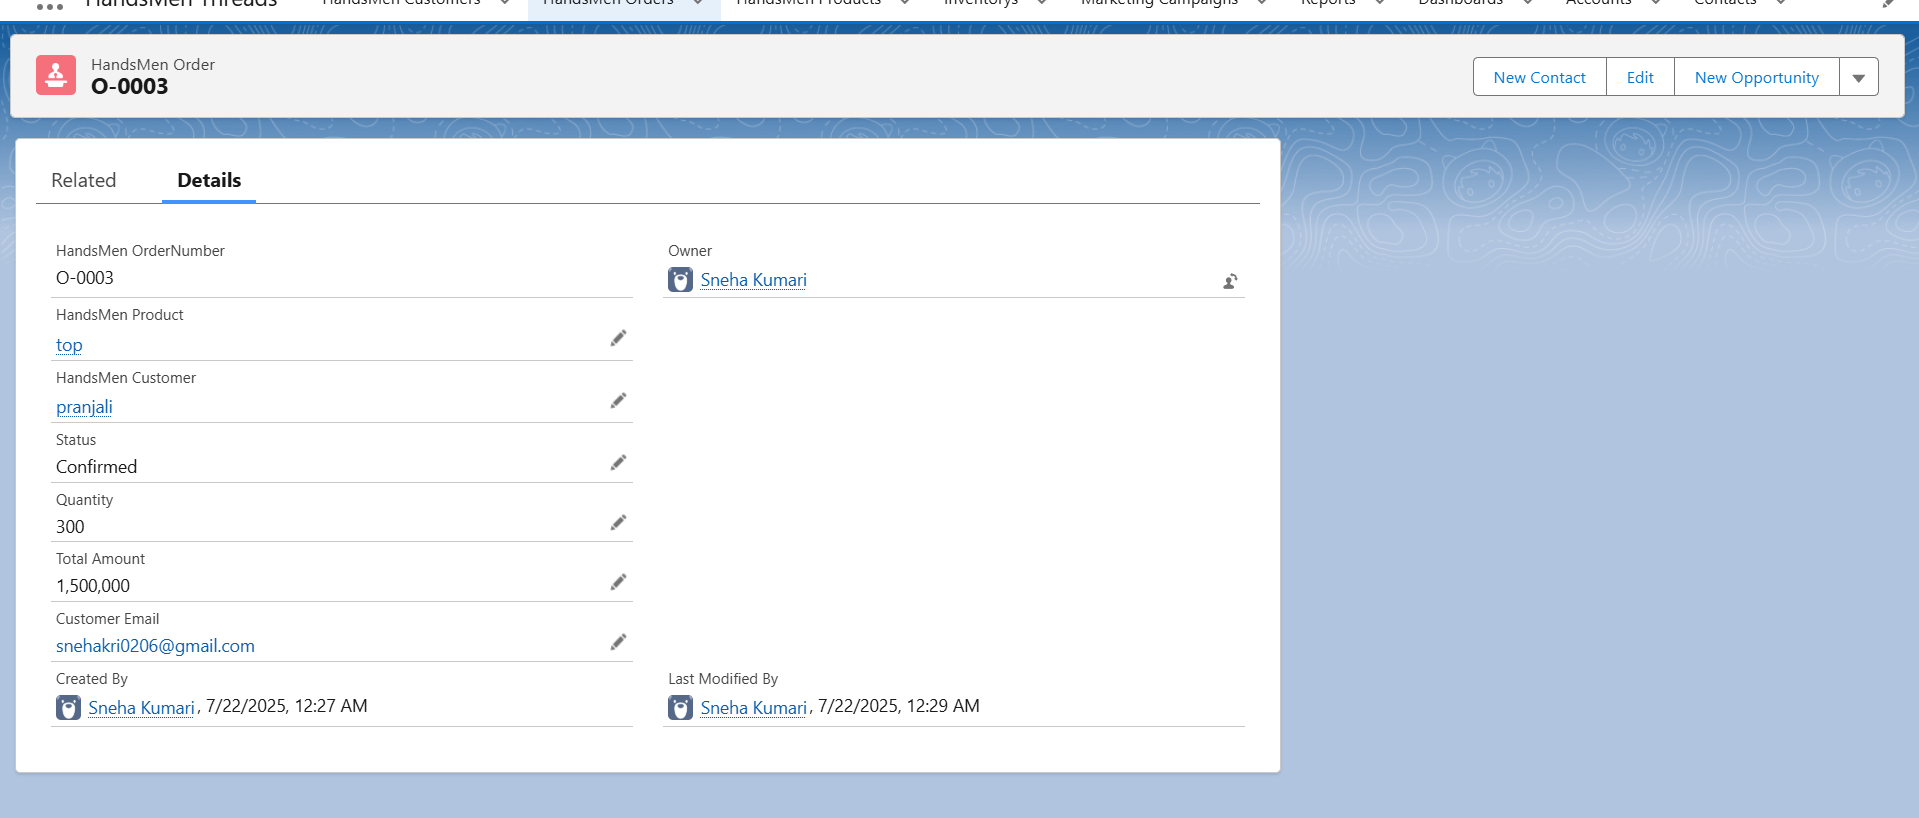 HandsMen Threads HandsMen Customers HandsMen Orders HandsMen Products Inventorys Marketing Campaigns Reports Dashboards Accounts Contacts
HandsMen Order
O-0003
New Contact Edit New Opportunity
Related Details
HandsMen OrderNumber
O-0003
Owner
Sneha Kumari
HandsMen Product
top
HandsMen Customer
pranjali
Status
Confirmed
Quantity
300
Total Amount
1,500,000
Customer Email
snehakri0206@gmail.com
Created By
Sneha Kumari, 7/22/2025, 12:27 AM
Last Modified By
Sneha Kumari, 7/22/2025, 12:29 AM